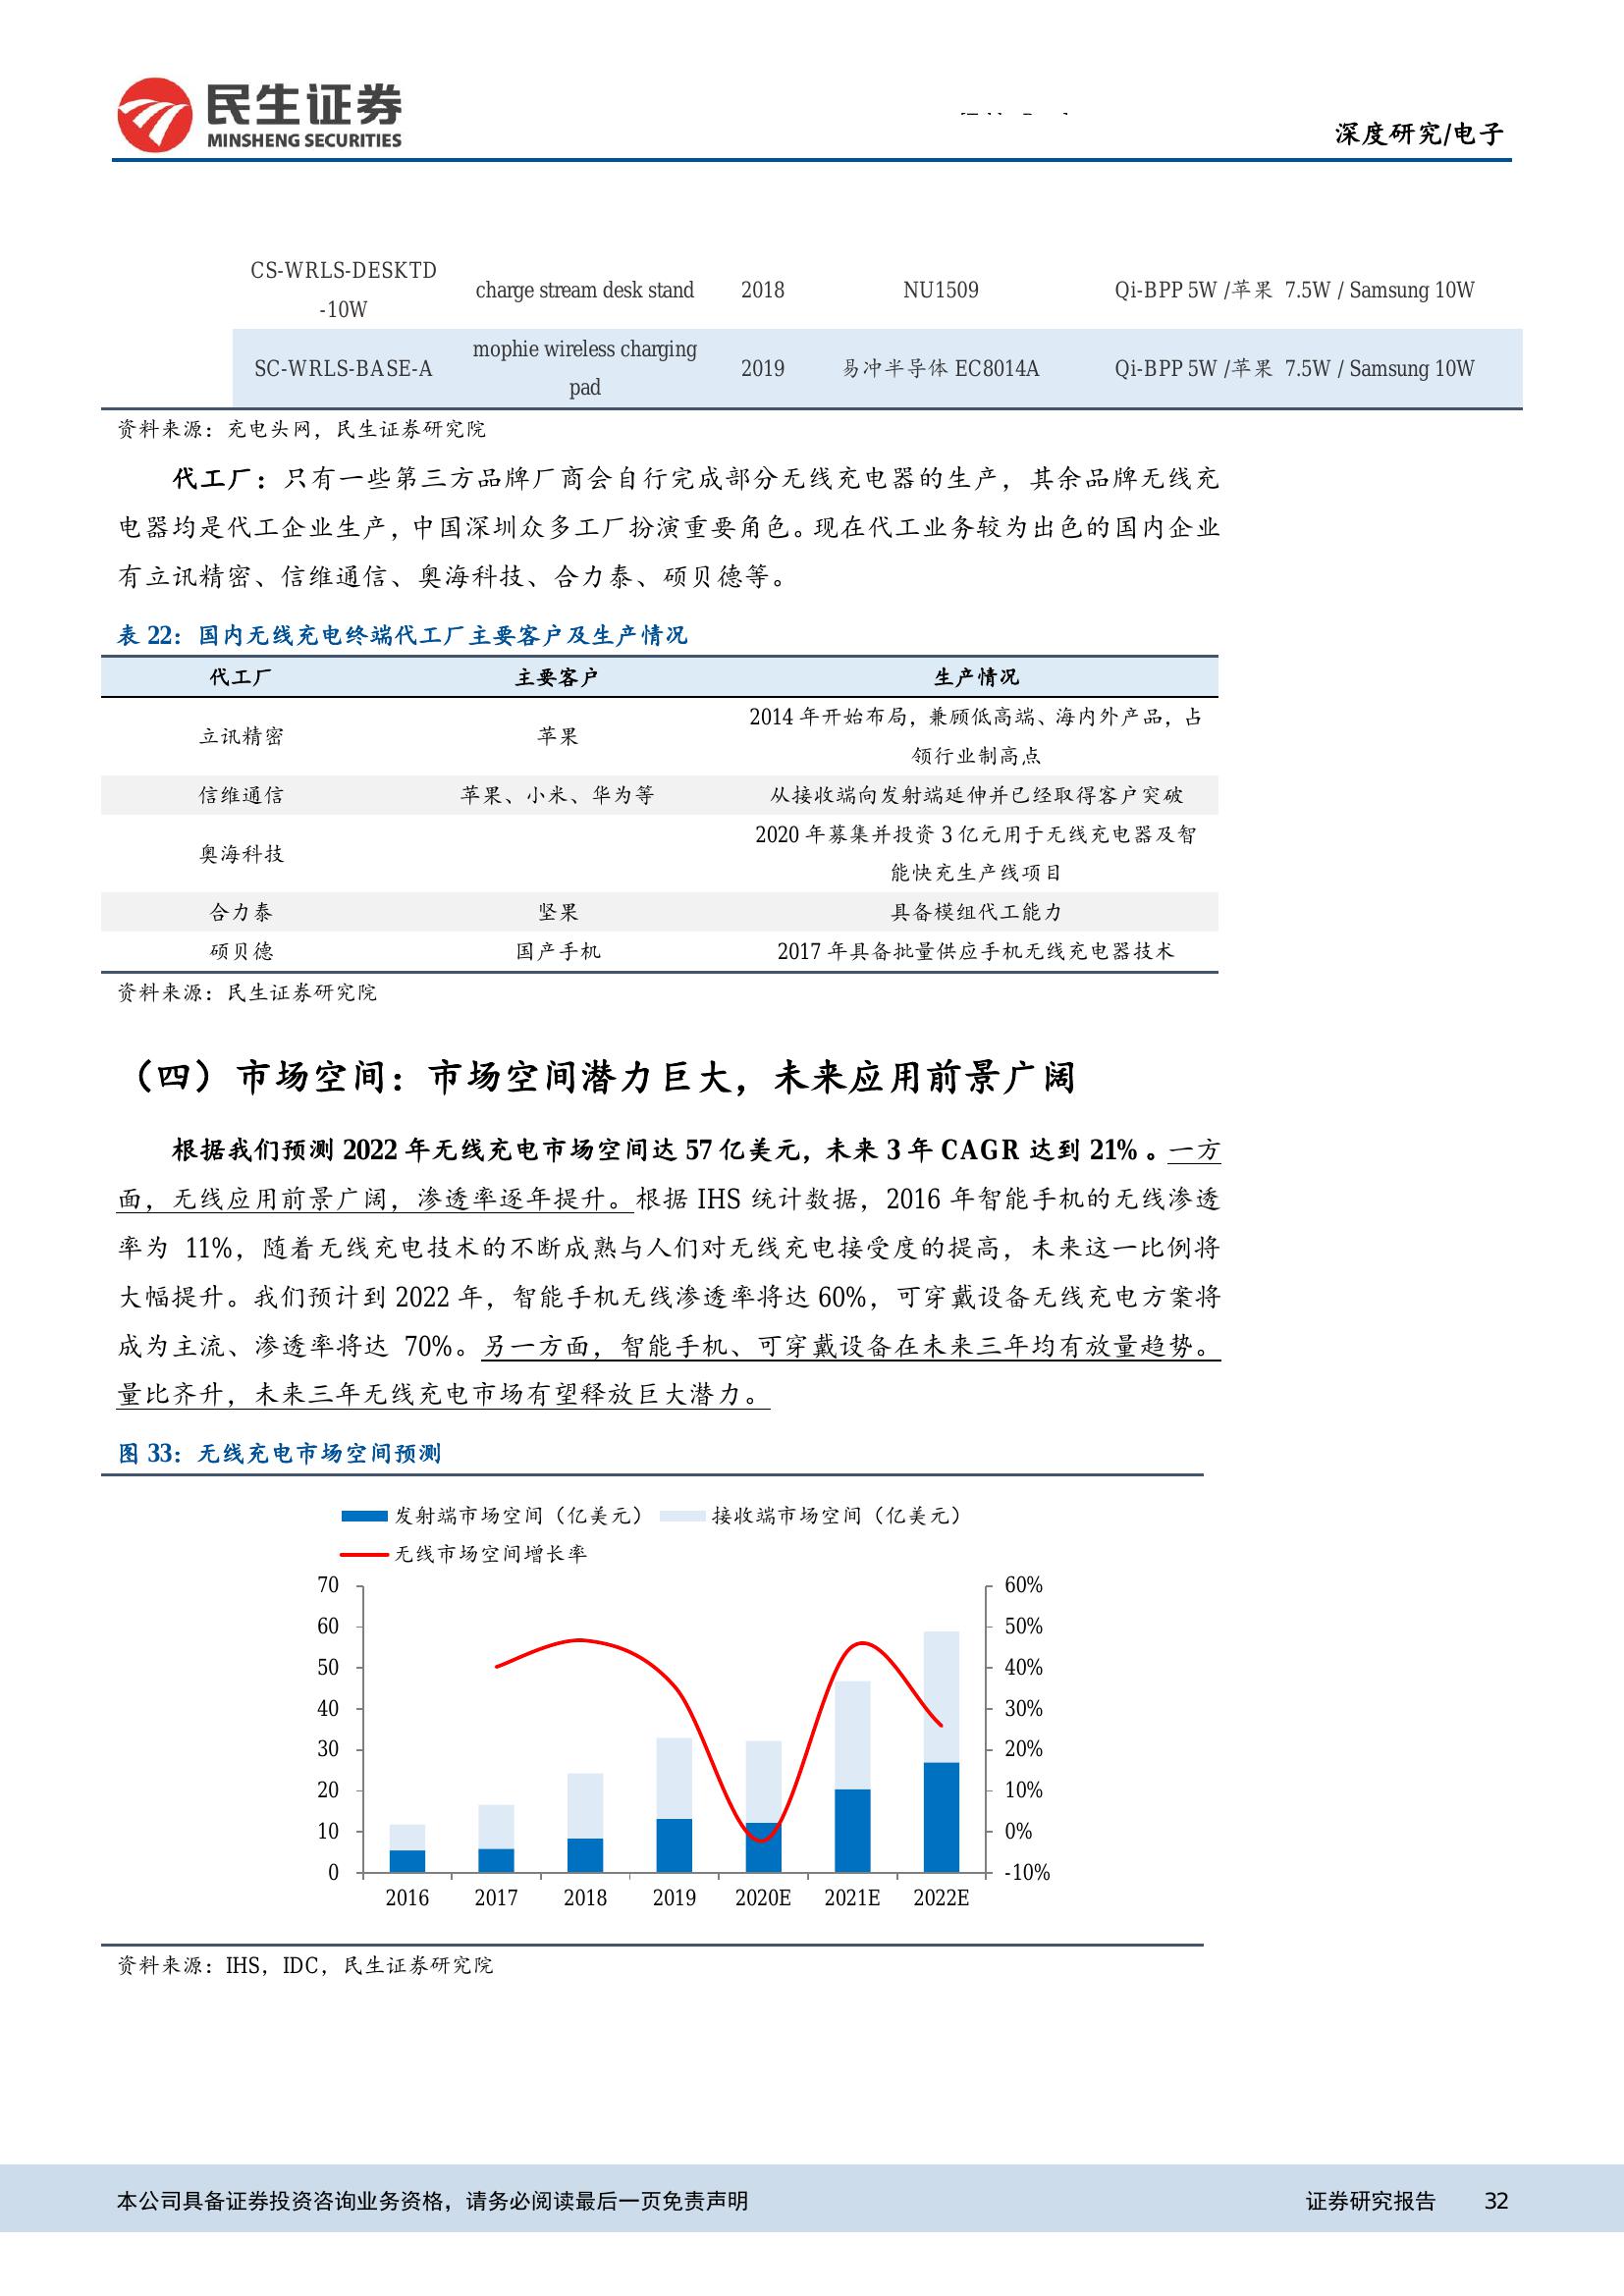 民生证券
MINSHENG SECURITIES
深度研究/电子
CS-WRLS-DESKTD
-10W
charge stream desk stand
2018
NU1509
Qi-BPP 5W /苹果 7.5W / Samsung 10W
SC-WRLS-BASE-A
mophie wireless charging
pad
2019
易冲半导体 EC8014A
Qi-BPP 5W /苹果 7.5W / Samsung 10W
资料来源：充电头网，民生证券研究院
代工厂：只有一些第三方品牌厂商会自行完成部分无线充电器的生产，其余品牌无线充
电器均是代工企业生产，中国深圳众多工厂扮演重要角色。现在代工业务较为出色的国内企业
有立讯精密、信维通信、奥海科技、合力泰、硕贝德等。
表 22：国内无线充电终端代工厂主要客户及生产情况
代工厂 主要客户 生产情况
立讯精密 苹果 2014 年开始布局，兼顾低高端、海内外产品，占
领行业制高点
信维通信 苹果、小米、华为等 从接收端向发射端延伸并已经取得客户突破
奥海科技 2020 年募集并投资 3 亿元用于无线充电器及智
能快充生产线项目
合力泰 坚果 具备模组代工能力
硕贝德 国产手机 2017 年具备批量供应手机无线充电器技术
资料来源：民生证券研究院
（四）市场空间：市场空间潜力巨大，未来应用前景广阔
根据我们预测 2022 年无线充电市场空间达 57 亿美元，未来 3 年 CAGR 达到 21%。一方
面，无线应用前景广阔，渗透率逐年提升。根据 IHS 统计数据，2016 年智能手机的无线渗透
率为 11%，随着无线充电技术的不断成熟与人们对无线充电接受度的提高，未来这一比例将
大幅提升。我们预计到 2022 年，智能手机无线渗透率将达 60%，可穿戴设备无线充电方案将
成为主流、渗透率将达 70%。另一方面，智能手机、可穿戴设备在未来三年均有放量趋势。
量比齐升，未来三年无线充电市场有望释放巨大潜力。
图 33：无线充电市场空间预测
发射端市场空间（亿美元） 接收端市场空间（亿美元）
无线市场空间增长率
70 60%
60 50%
50 40%
40 30%
30 20%
20 10%
10 0%
0 -10%
2016 2017 2018 2019 2020E 2021E 2022E
资料来源：IHS，IDC，民生证券研究院
本公司具备证券投资咨询业务资格，请务必阅读最后一页免责声明 证券研究报告 32